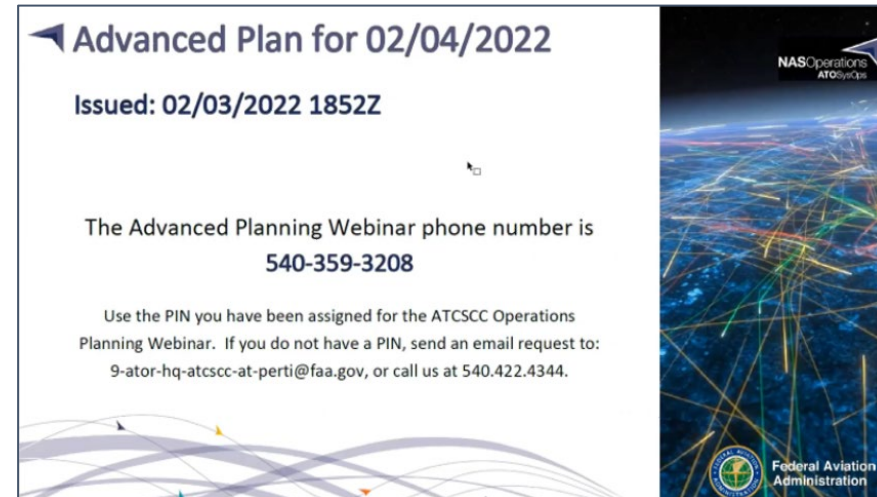 Advanced Plan for 02/04/2022
Issued: 02/03/2022 1852Z
The Advanced Planning Webinar phone number is
540-359-3208
Use the PIN you have been assigned for the ATCSCC Operations
Planning Webinar. If you do not have a PIN, send an email request to:
9-ator-hq-atcscc-at-perti@faa.gov, or call us at 540.422.4344.
NASOperations
ATOSysOps
Federal Aviation
Administration